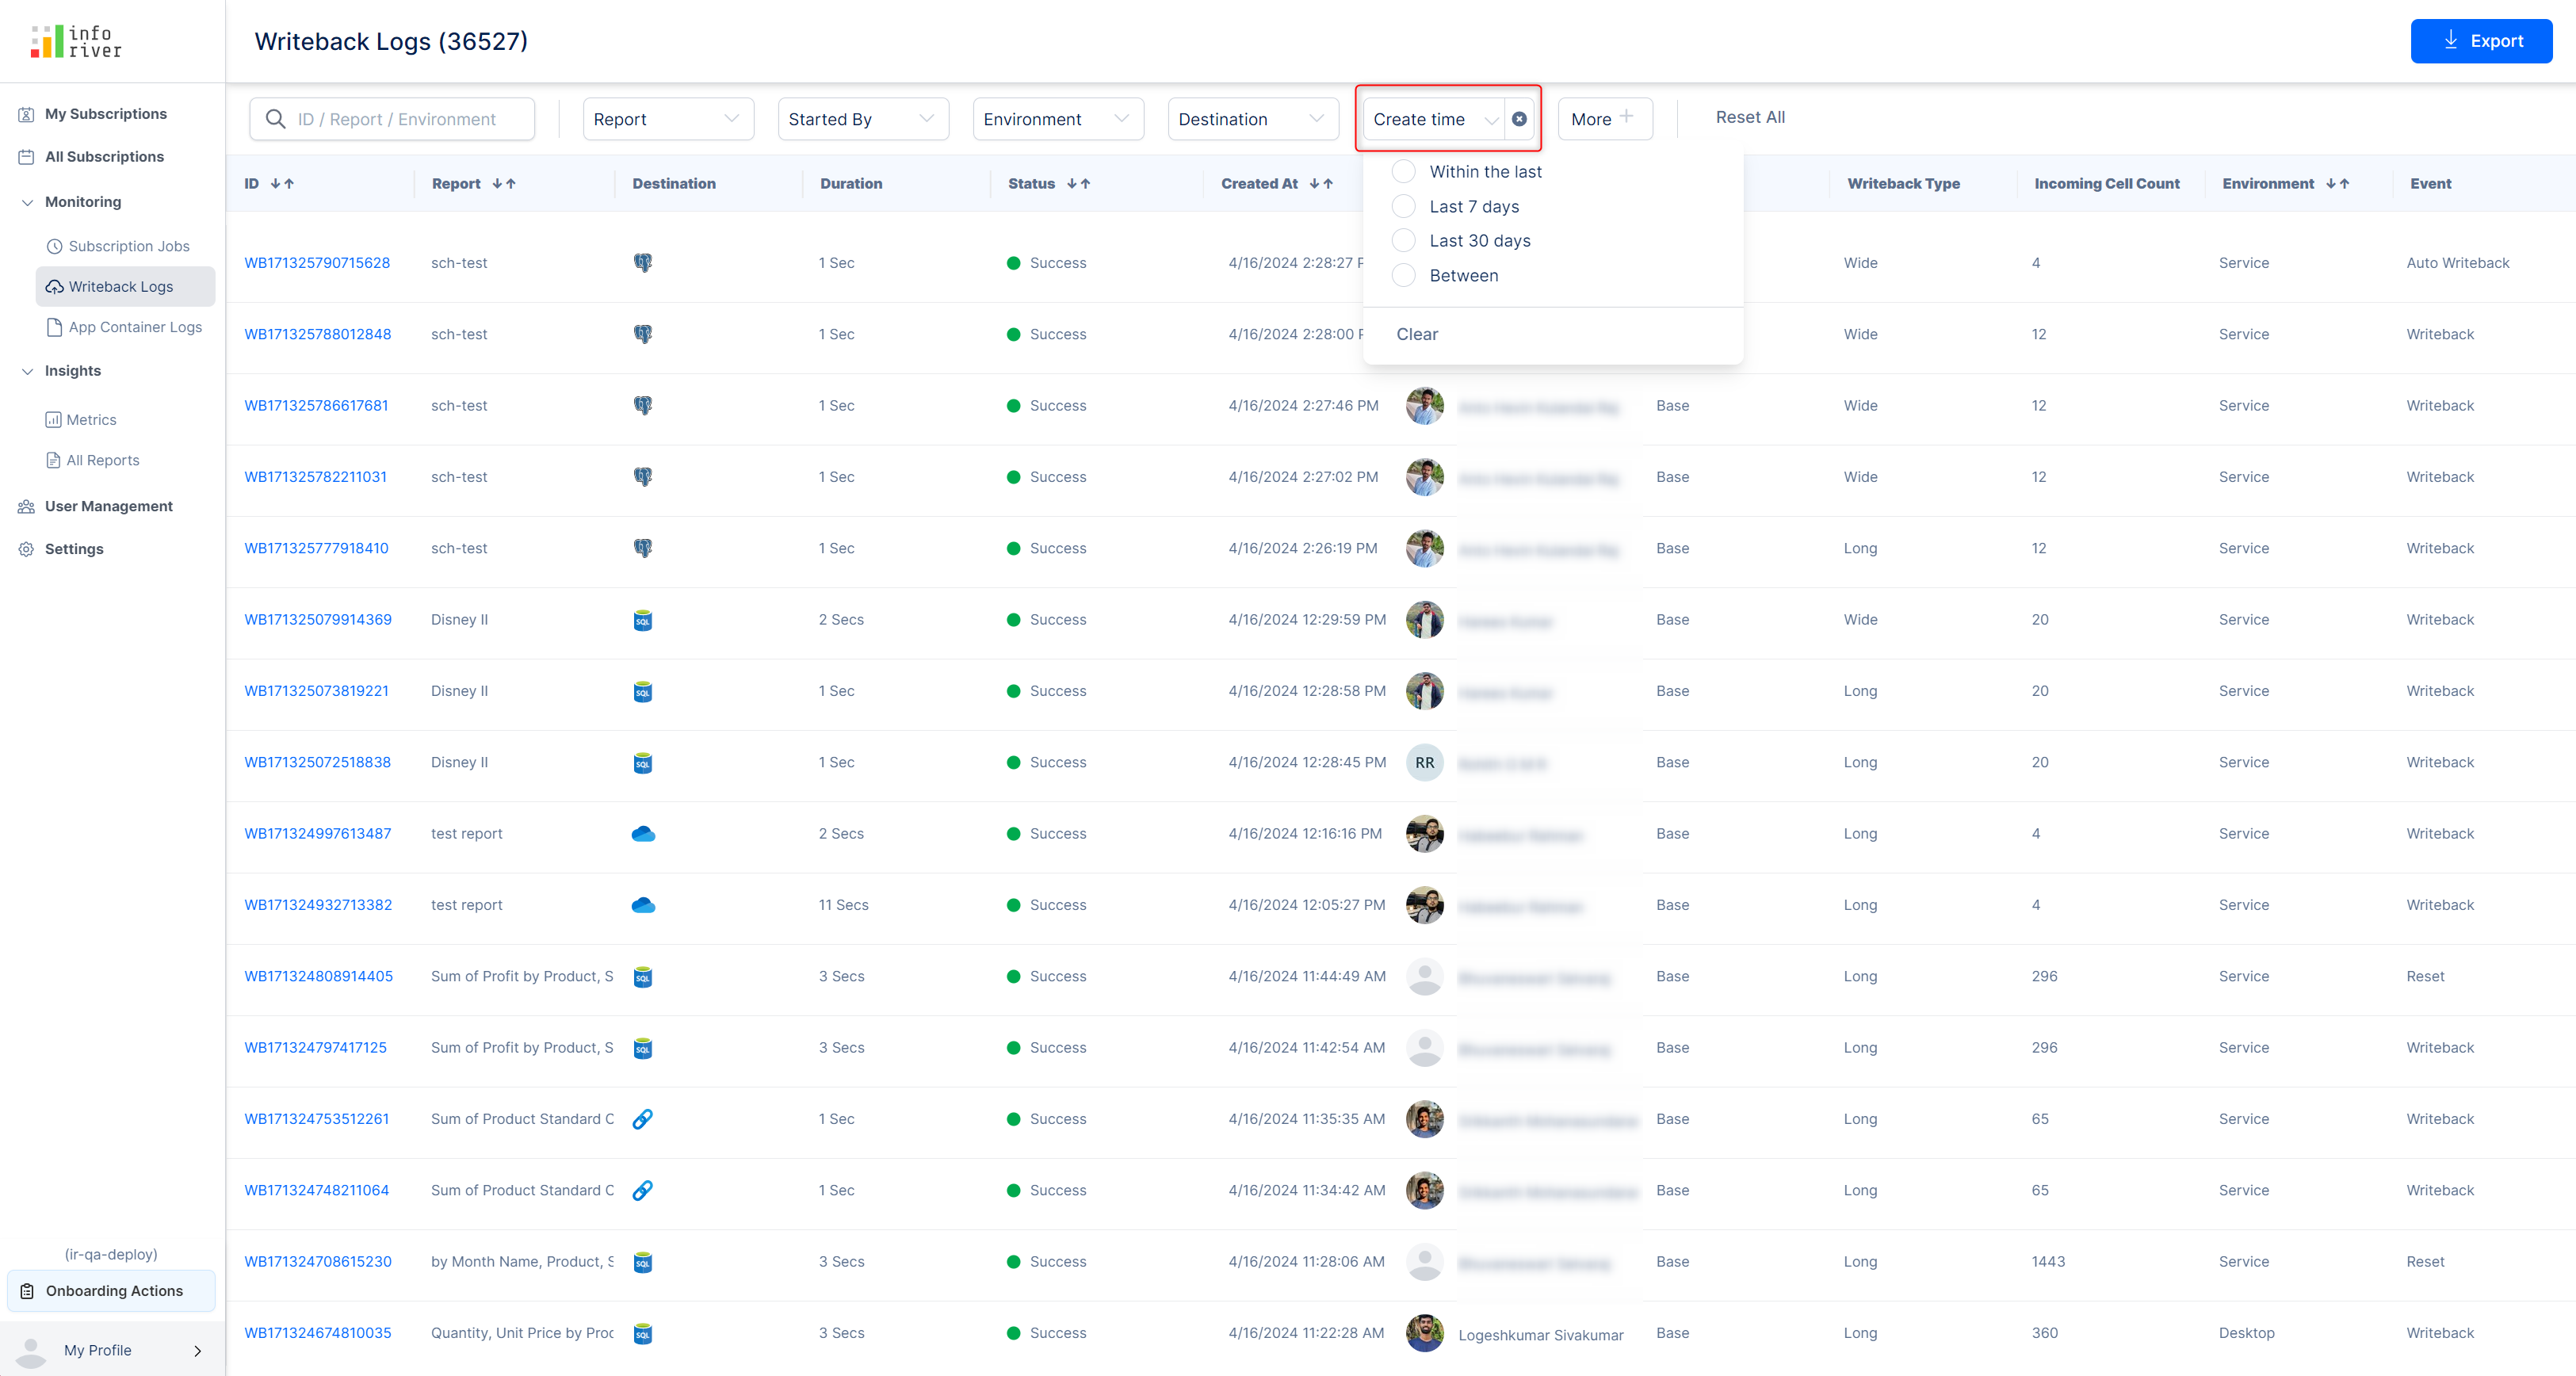 info
river
Writeback Logs (36527)
Export
My Subscriptions
All Subscriptions
Monitoring
Subscription Jobs
Writeback Logs
App Container Logs
Insights
Metrics
All Reports
User Management
Settings
(ir-qa-deploy)
Onboarding Actions
My Profile
ID / Report / Environment Report Started By Environment Destination Create time More Reset All
Within the last
Last 7 days
Last 30 days
Between
Clear
ID Report Destination Duration Status Created At Writeback Type Incoming Cell Count Environment Event
WB171325790715628 sch-test 1 Sec Success 4/16/2024 2:28:27 Wide 4 Service Auto Writeback
WB171325788012848 sch-test 1 Sec Success 4/16/2024 2:28:00 Wide 12 Service Writeback
WB171325786617681 sch-test 1 Sec Success 4/16/2024 2:27:46 PM Base Wide 12 Service Writeback
WB171325782211031 sch-test 1 Sec Success 4/16/2024 2:27:02 PM Base Wide 12 Service Writeback
WB171325777918410 sch-test 1 Sec Success 4/16/2024 2:26:19 PM Base Long 12 Service Writeback
WB171325079914369 Disney II SQL 2 Secs Success 4/16/2024 12:29:59 PM Base Wide 20 Service Writeback
WB171325073819221 Disney II SQL 1 Sec Success 4/16/2024 12:28:58 PM Base Long 20 Service Writeback
WB171325072518838 Disney II SQL 1 Sec Success 4/16/2024 12:28:45 PM RR Base Long 20 Service Writeback
WB171324997613487 test report 2 Secs Success 4/16/2024 12:16:16 PM Base Long 4 Service Writeback
WB171324932713382 test report 11 Secs Success 4/16/2024 12:05:27 PM Base Long 4 Service Writeback
WB171324808914405 Sum of Profit by Product, S SQL 3 Secs Success 4/16/2024 11:44:49 AM Base Long 296 Service Reset
WB171324797417125 Sum of Profit by Product, S SQL 3 Secs Success 4/16/2024 11:42:54 AM Base Long 296 Service Writeback
WB171324753512261 Sum of Product Standard C 1 Sec Success 4/16/2024 11:35:35 AM Base Long 65 Service Writeback
WB171324748211064 Sum of Product Standard C 1 Sec Success 4/16/2024 11:34:42 AM Base Long 65 Service Writeback
WB171324708615230 by Month Name, Product, S SQL 3 Secs Success 4/16/2024 11:28:06 AM Base Long 1443 Service Reset
WB171324674810035 Quantity, Unit Price by Proc SQL 3 Secs Success 4/16/2024 11:22:28 AM Logeshkumar Sivakumar Base Long 360 Desktop Writeback